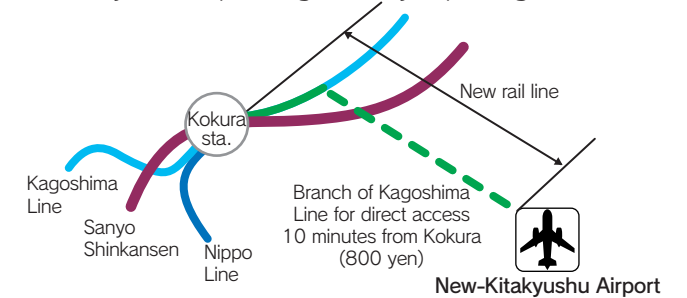 Kokura
sta.
New rail line
Kagoshima
Line
Sanyo
Shinkansen
Nippo
Line
Branch of Kagoshima
Line for direct access
10 minutes from Kokura
(800 yen)
New-Kitakyushu Airport